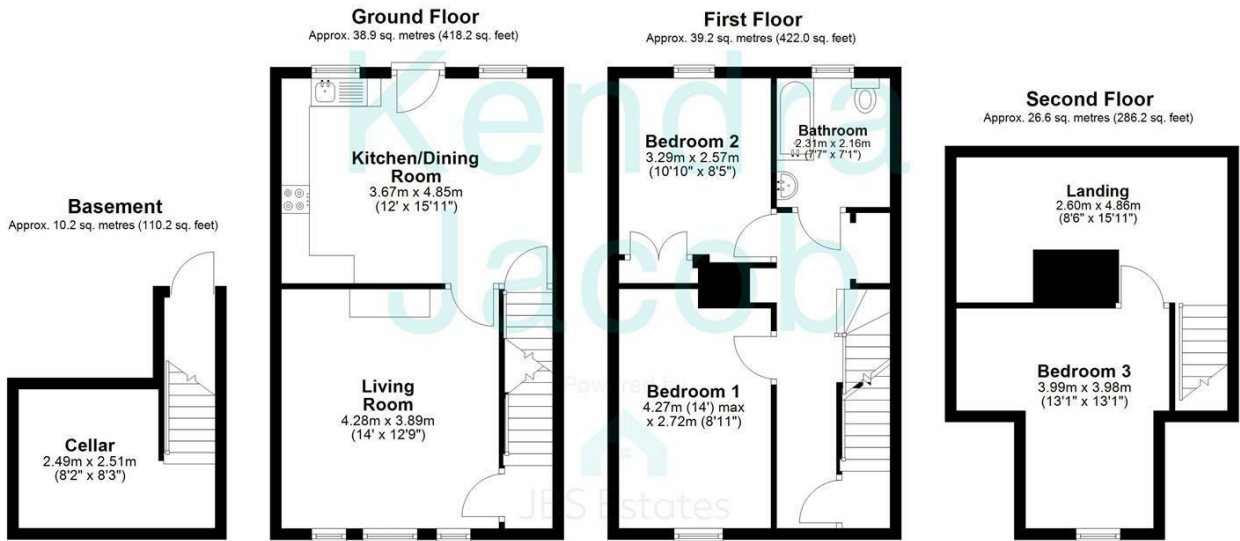 Ground Floor
Approx. 38.9 sq. metres (418.2 sq. feet)
First Floor
Approx. 39.2 sq. metres (422.0 sq. feet)
Second Floor
Approx. 26.6 sq. metres (286.2 sq. feet)
Basement
Approx. 10.2 sq. metres (110.2 sq. feet)
Kitchen/Dining
Room
3.67m x 4.85m
(12' x 15'11")
Bedroom 2
3.29m x 2.57m
(10'10" x 8'5")
Bathroom
2.31m x 2.16m
(7'7" x 7'1")
Landing
2.60m x 4.86m
(8'6" x 15'11")
Cellar
2.49m x 2.51m
(8'2" x 8'3")
Living
Room
4.28m x 3.89m
(14' x 12'9")
Bedroom 1
4.27m (14') max
x 2.72m (8'11")
Bedroom 3
3.99m x 3.98m
(13'1" x 13'1")
Kendra
Jacob
Powered by
JBS Estates